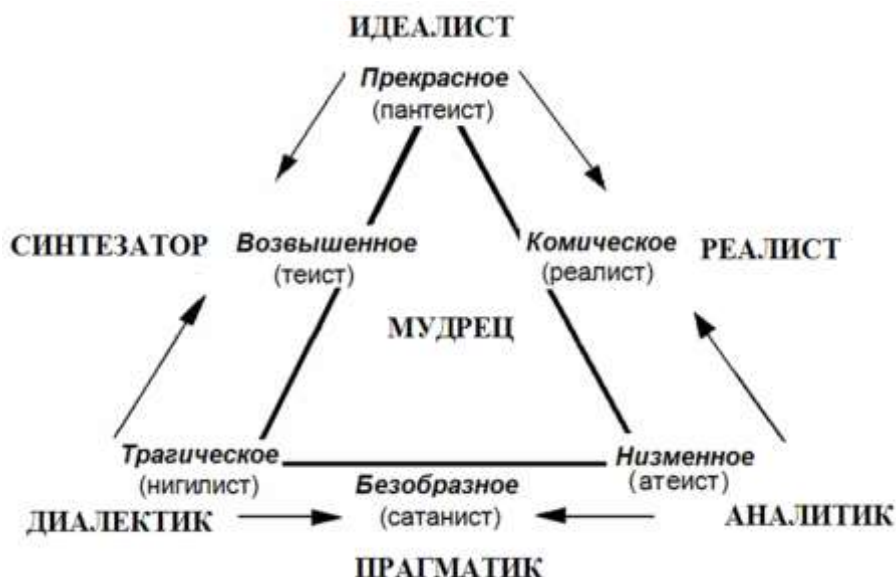 ИДЕАЛИСТ
Прекрасное
(пантеист)
СИНТЕЗАТОР Возвышенное Комическое РЕАЛИСТ
(теист) (реалист)
МУДРЕЦ
Трагическое Низменное
(нигилист) Безобразное (атеист)
ДИАЛЕКТИК (сатанист) АНАЛИТИК
ПРАГМАТИК